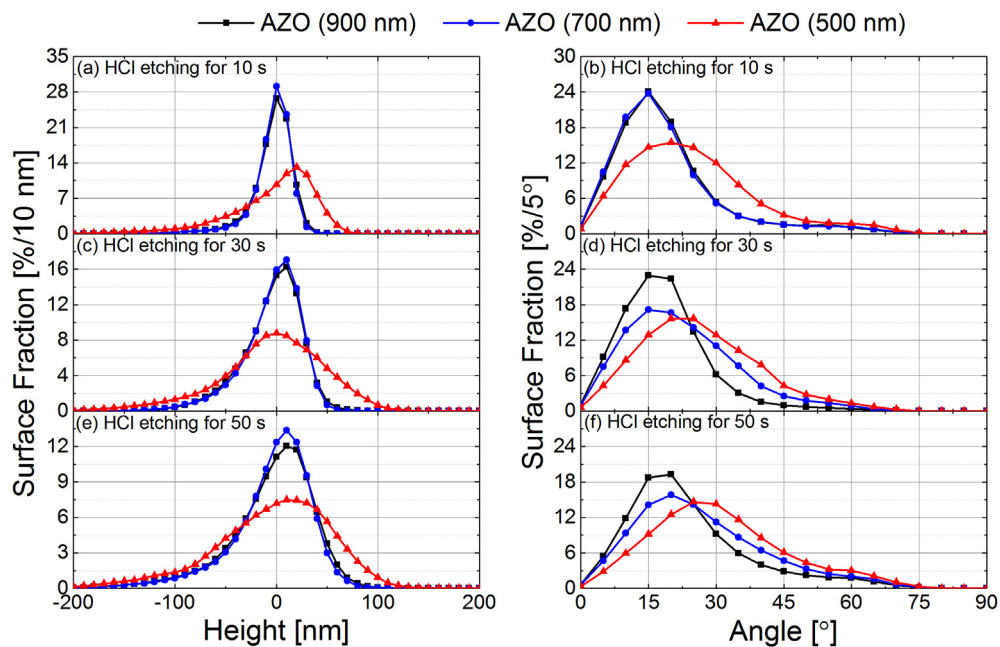 AZO (900 nm) AZO (700 nm) AZO (500 nm)
Surface Fraction [%/10 nm]
35
28
21
14
7
0
(a) HCl etching for 10 s
16
12
8
4
0
(c) HCl etching for 30 s
12
9
6
3
0
(e) HCl etching for 50 s
-200 -100 0 100 200
Height [nm]
Surface Fraction [%/5°]
30
24
18
12
6
0
(b) HCl etching for 10 s
24
18
12
6
0
(d) HCl etching for 30 s
24
18
12
6
0
(f) HCl etching for 50 s
0 15 30 45 60 75 90
Angle [°]